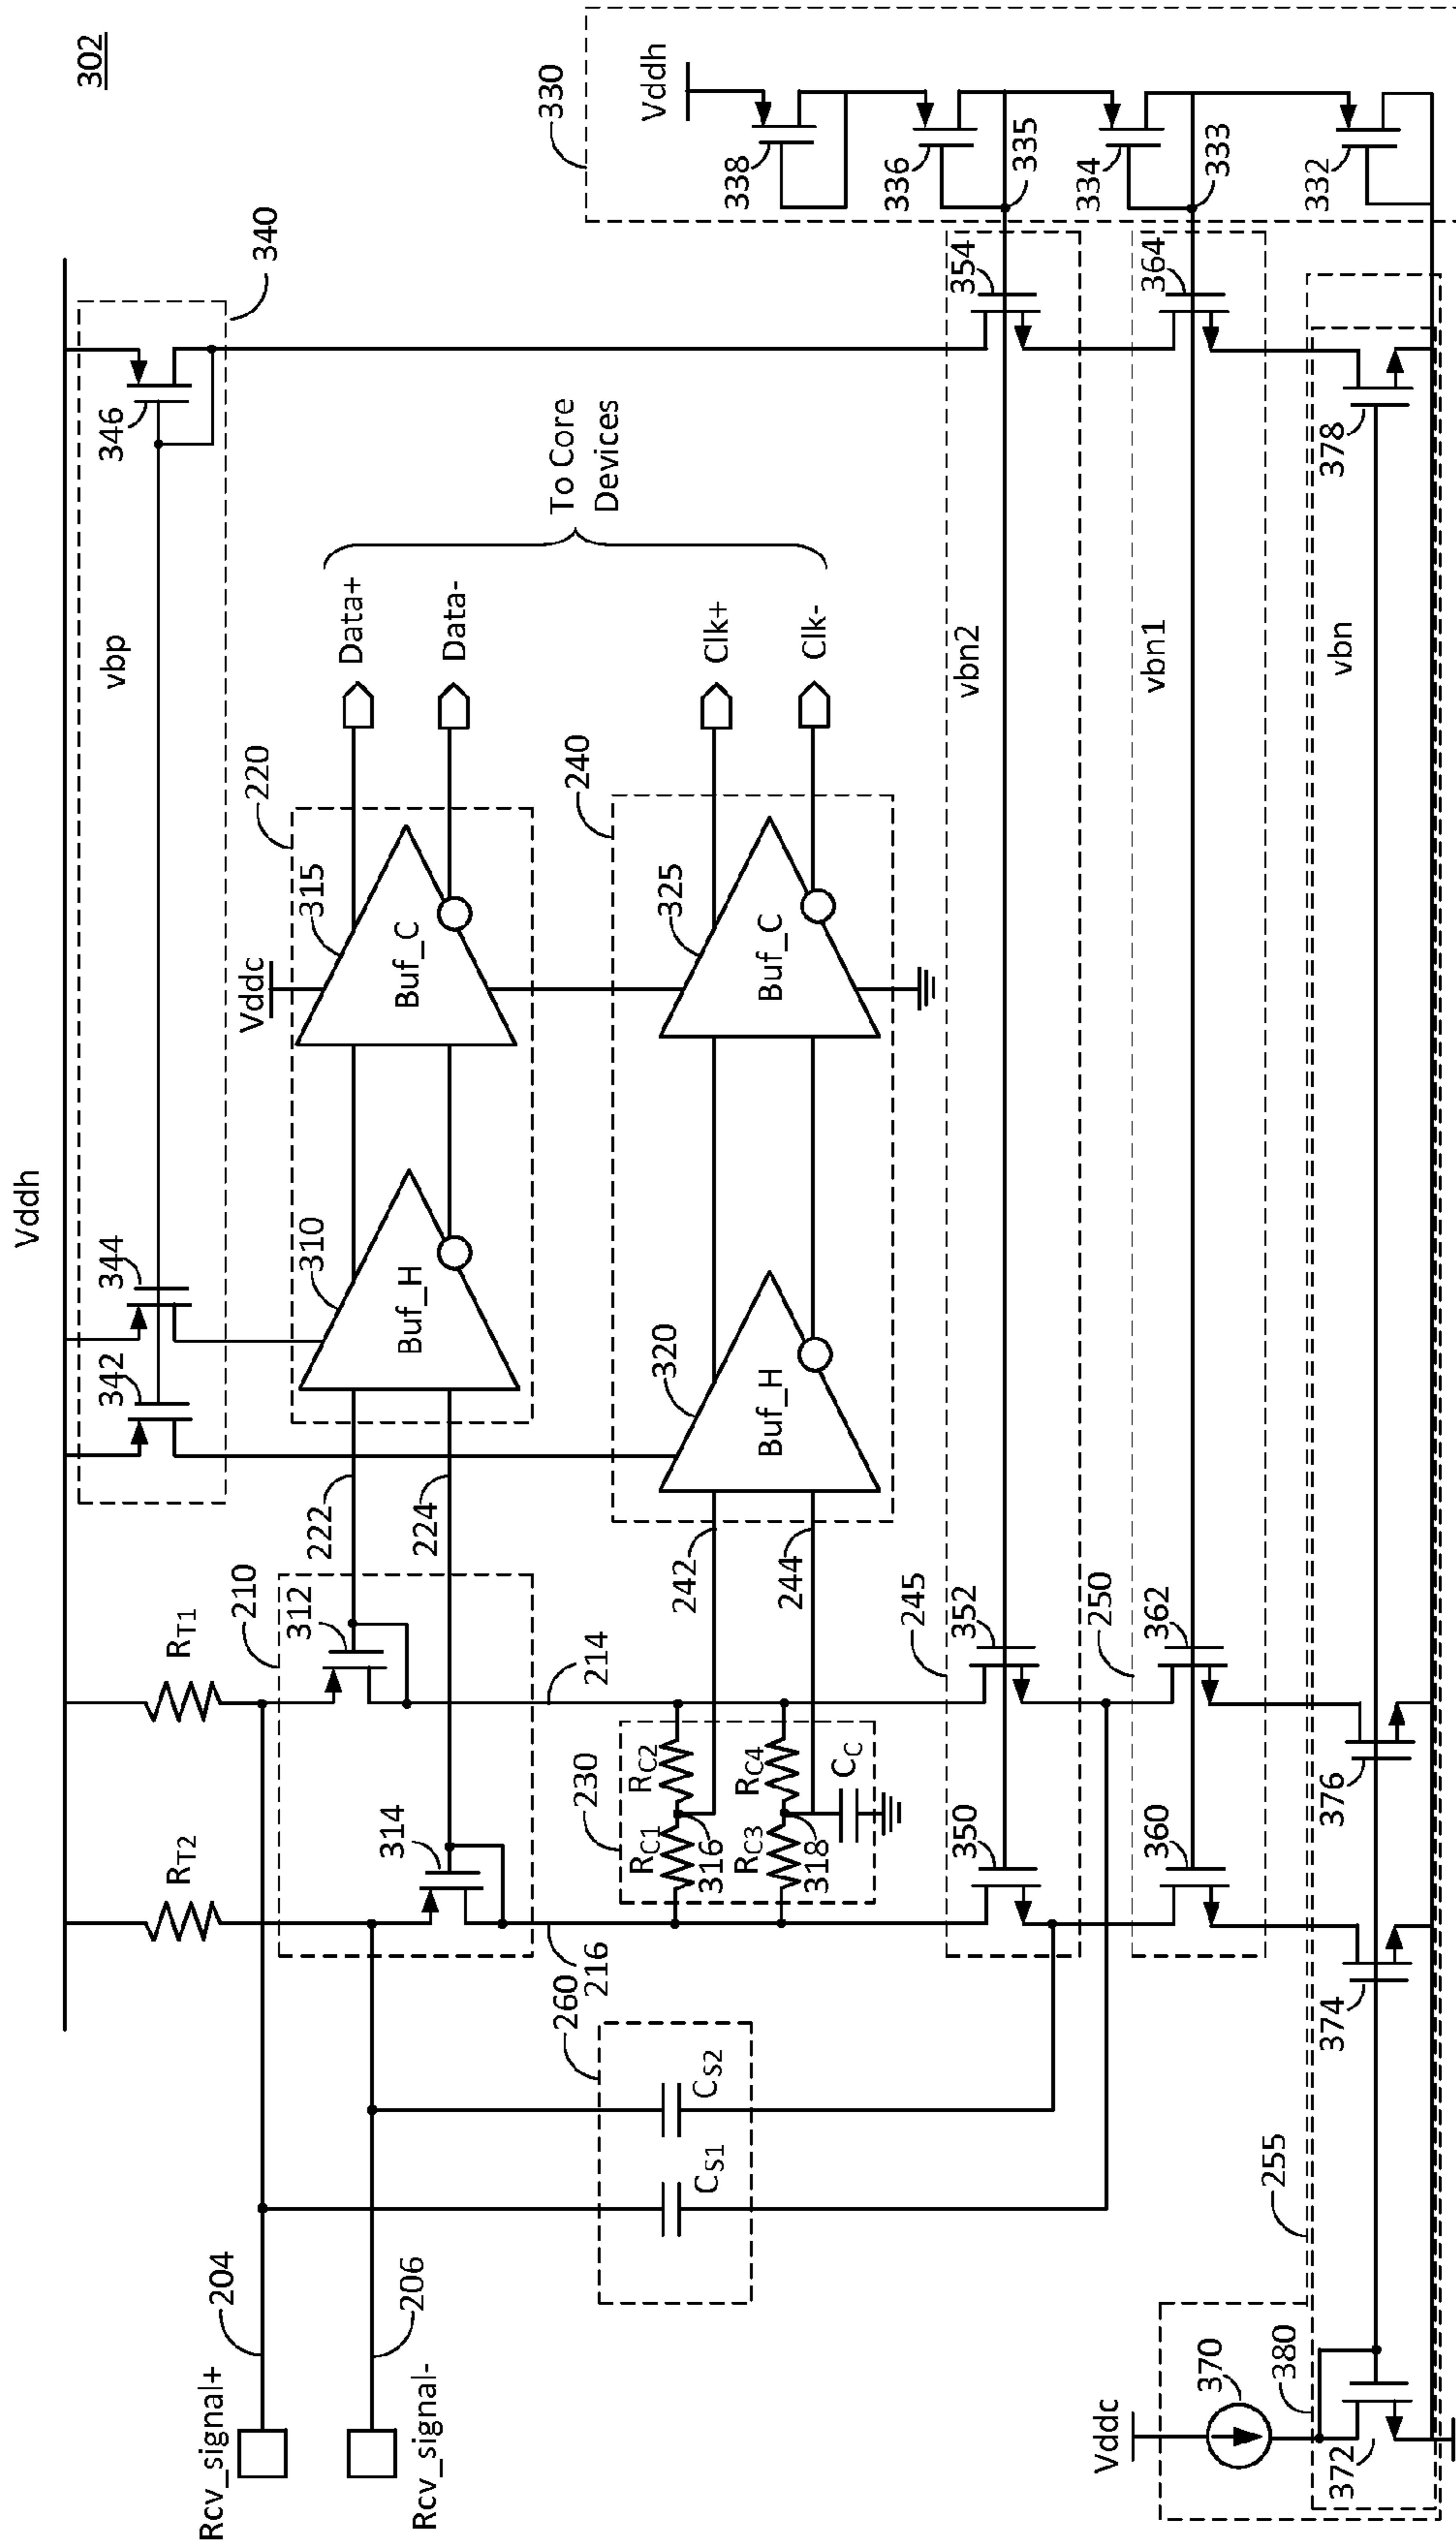 302
Vddh
340
vbp
342
344
346
330
Vddh
338
336
335
334
333
332
RT2
RT1
210
312
314
222
224
220
310
Buf_H
Vddc
315
Buf_C
Data+
Data-
To Core
Devices
Clk+
Clk-
240
320
Buf_H
325
Buf_C
Rcv_signal+
204
Rcv_signal-
206
214
216
260
CS1
CS2
230
RC1
RC2
316
RC3
RC4
318
CC
242
244
245
350
352
vbn2
354
250
360
362
vbn1
364
Vddc
370
380
255
372
374
376
vbn
378